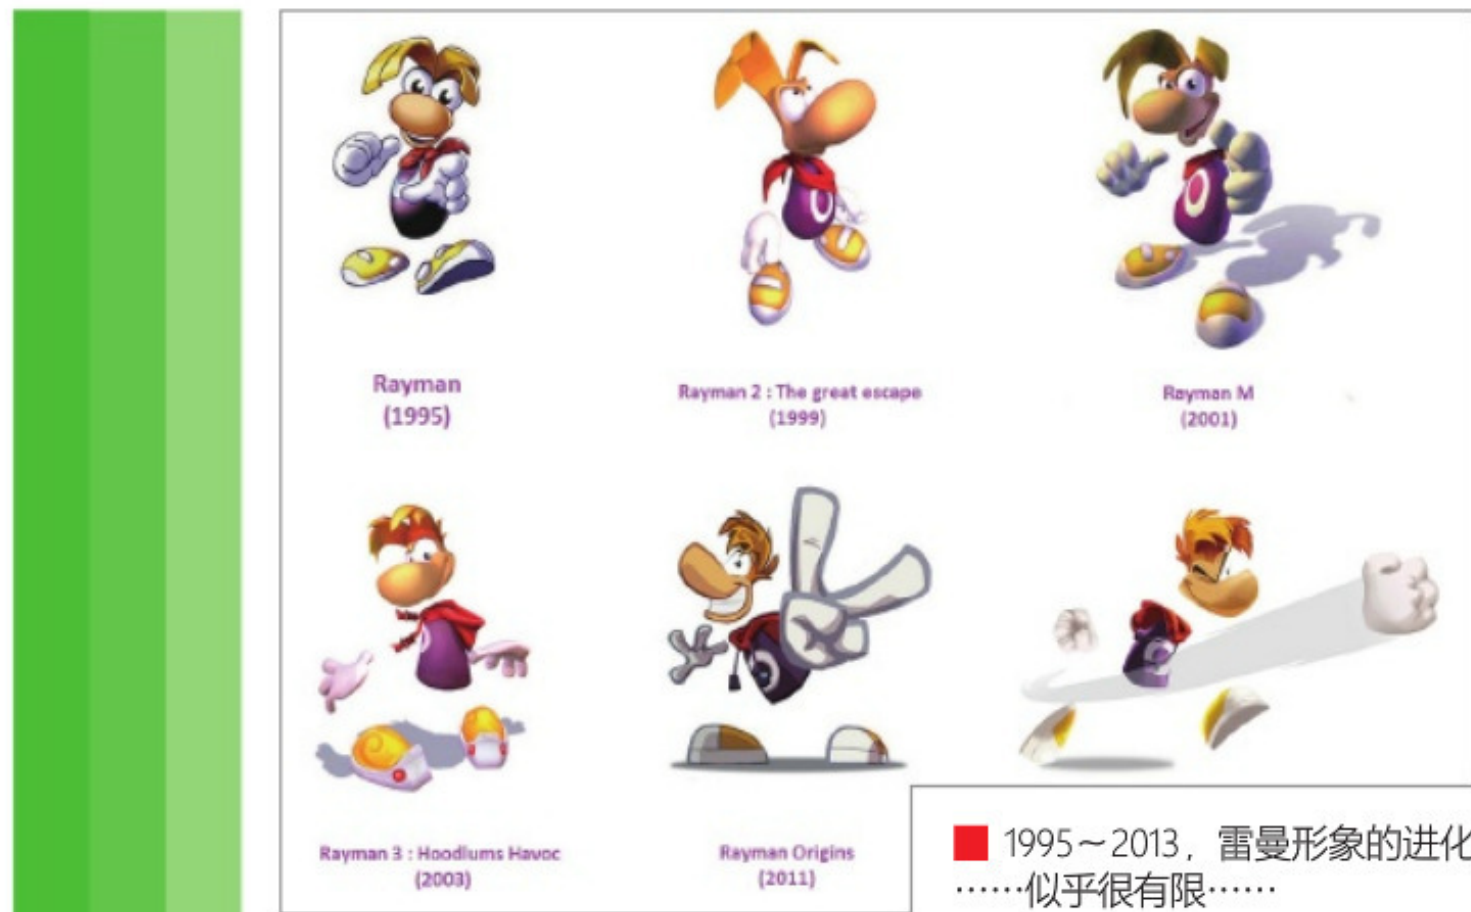 Rayman
(1995)
Rayman 2 : The great escape
(1999)
Rayman M
(2001)
Rayman 3 : Hoodlums Havoc
(2003)
Rayman Origins
(2011)
1995～2013，雷曼形象的进化
……似乎很有限……